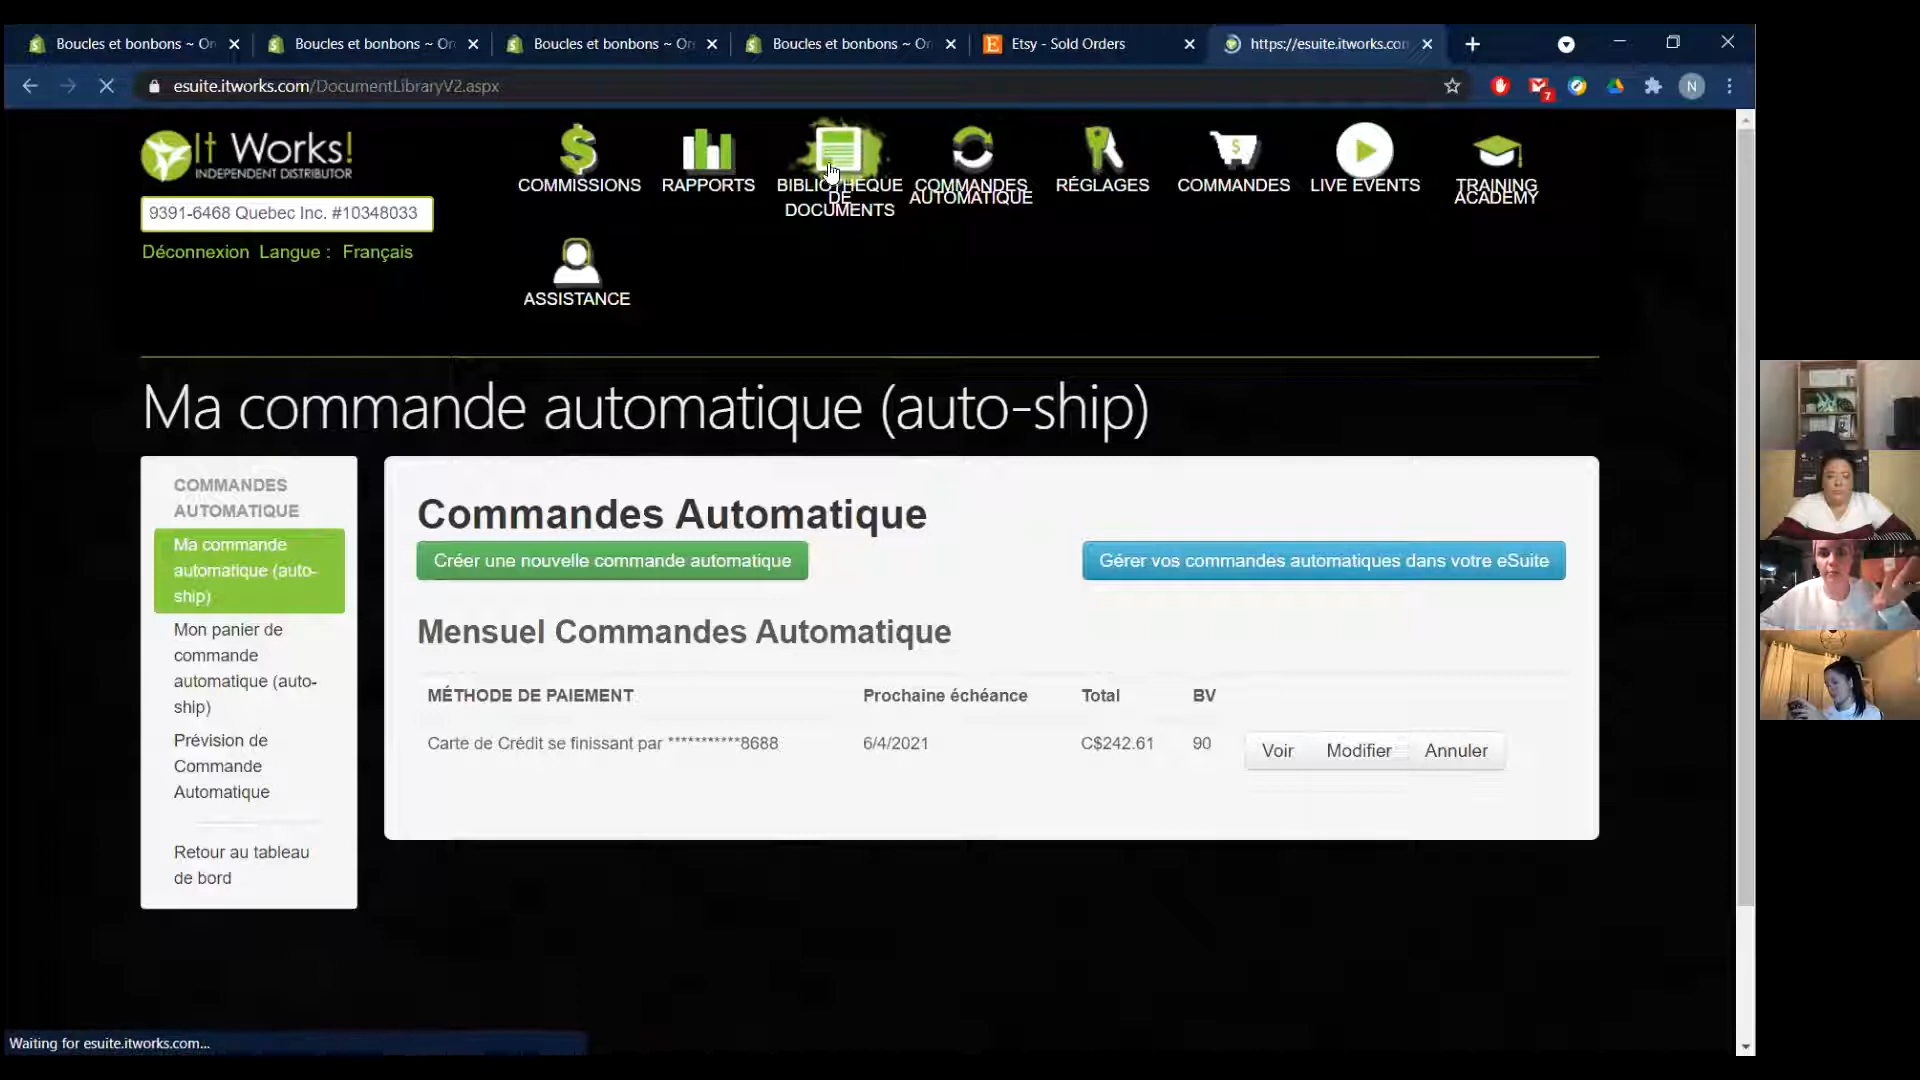 Boucles et bonbons ~ Or
Boucles et bonbons ~ Or
Boucles et bonbons ~ Or
Boucles et bonbons ~ Or
Etsy - Sold Orders
https://esuite.itworks.com
esuite.itworks.com/DocumentLibraryV2.aspx
7
N
It Works!
INDEPENDENT DISTRIBUTOR
9391-6468 Quebec Inc. #10348033
Déconnexion Langue : Français
COMMISSIONS
RAPPORTS
BIBLIOTHÈQUE
DE
DOCUMENTS
COMMANDES
AUTOMATIQUE
RÉGLAGES
COMMANDES
LIVE EVENTS
TRAINING
ACADEMY
ASSISTANCE
Ma commande automatique (auto-ship)
COMMANDES
AUTOMATIQUE
Ma commande
automatique (auto-
ship)
Mon panier de
commande
automatique (auto-
ship)
Prévision de
Commande
Automatique
Retour au tableau
de bord
Commandes Automatique
Créer une nouvelle commande automatique
Gérer vos commandes automatiques dans votre eSuite
Mensuel Commandes Automatique
MÉTHODE DE PAIEMENT Prochaine échéance Total BV
Carte de Crédit se finissant par ***********8688 6/4/2021 C$242.61 90 Voir Modifier Annuler
Waiting for esuite.itworks.com...